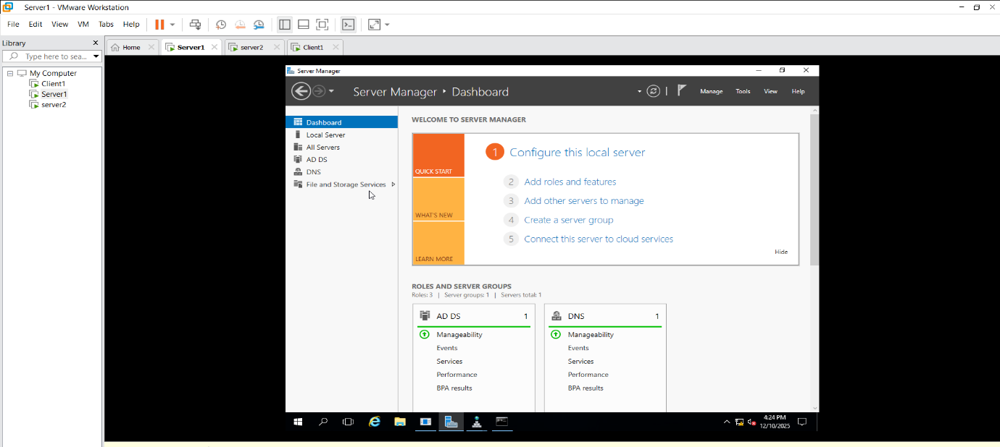 Server1 - VMware Workstation
File Edit View VM Tabs Help
Library
Home Server1 server2 Client1
Type here to sea...
My Computer
Client1
Server1
server2
Server Manager
Server Manager Dashboard
Manage Tools View Help
Dashboard
Local Server
All Servers
AD DS
DNS
File and Storage Services
WELCOME TO SERVER MANAGER
QUICK START
WHAT'S NEW
LEARN MORE
1 Configure this local server
2 Add roles and features
3 Add other servers to manage
4 Create a server group
5 Connect this server to cloud services
Hide
ROLES AND SERVER GROUPS
Roles: 3 | Server groups: 1 | Servers total: 1
AD DS 1
Manageability
Events
Services
Performance
BPA results
DNS 1
Manageability
Events
Services
Performance
BPA results
4:24 PM
12/10/2025